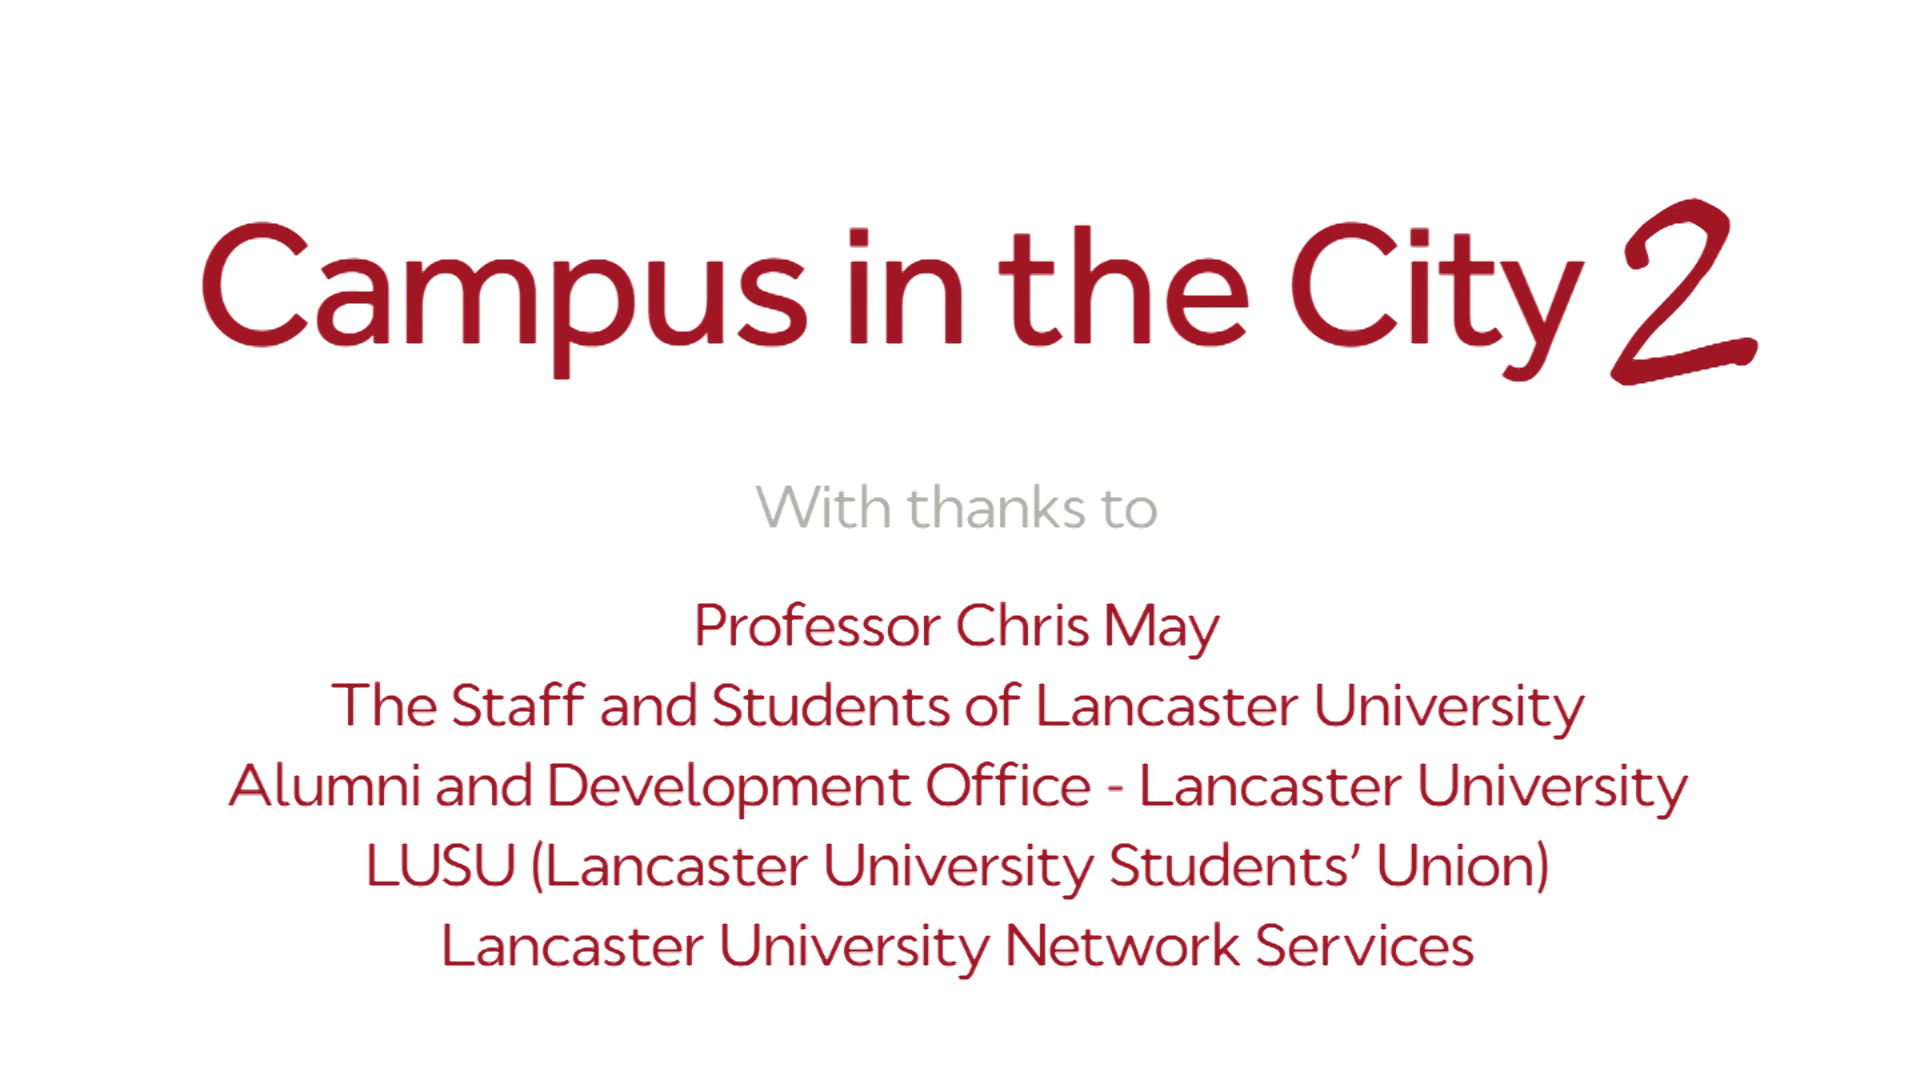 Campus in the City 2
With thanks to
Professor Chris May
The Staff and Students of Lancaster University
Alumni and Development Office - Lancaster University
LUSU (Lancaster University Students’ Union)
Lancaster University Network Services